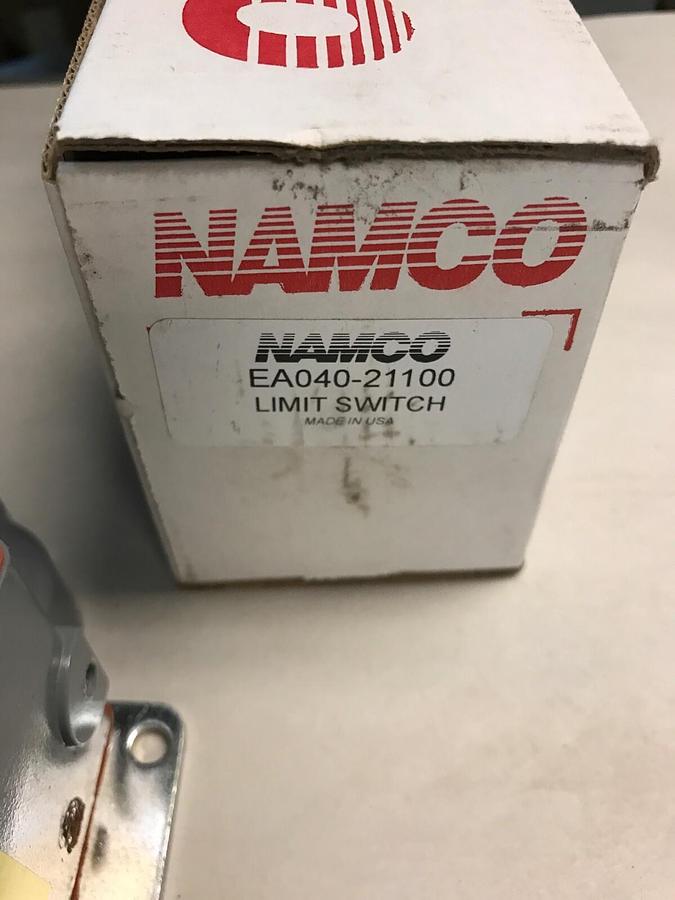 NAMCO
NAMCO
EA040-21100
LIMIT SWITCH
MADE IN USA